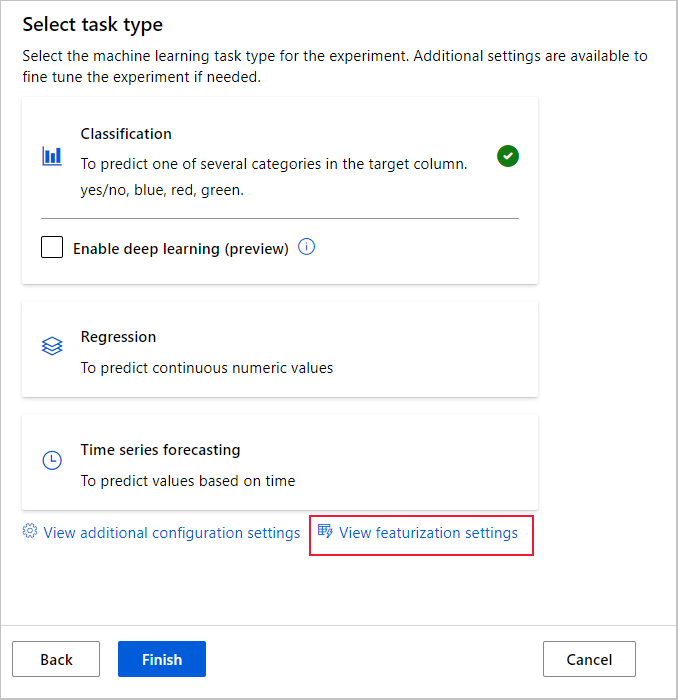 Select task type
Select the machine learning task type for the experiment. Additional settings are available to
fine tune the experiment if needed.
Classification
To predict one of several categories in the target column.
yes/no, blue, red, green.
Enable deep learning (preview)
Regression
To predict continuous numeric values
Time series forecasting
To predict values based on time
View additional configuration settings View featurization settings
Back Finish Cancel